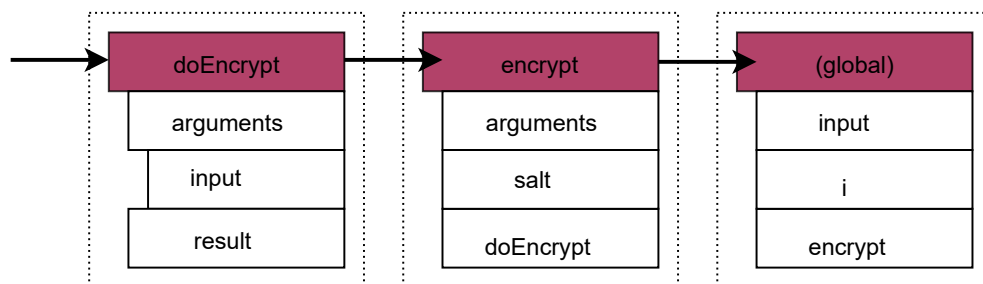 doEncrypt
arguments
input
result
encrypt
arguments
salt
doEncrypt
(global)
input
i
encrypt